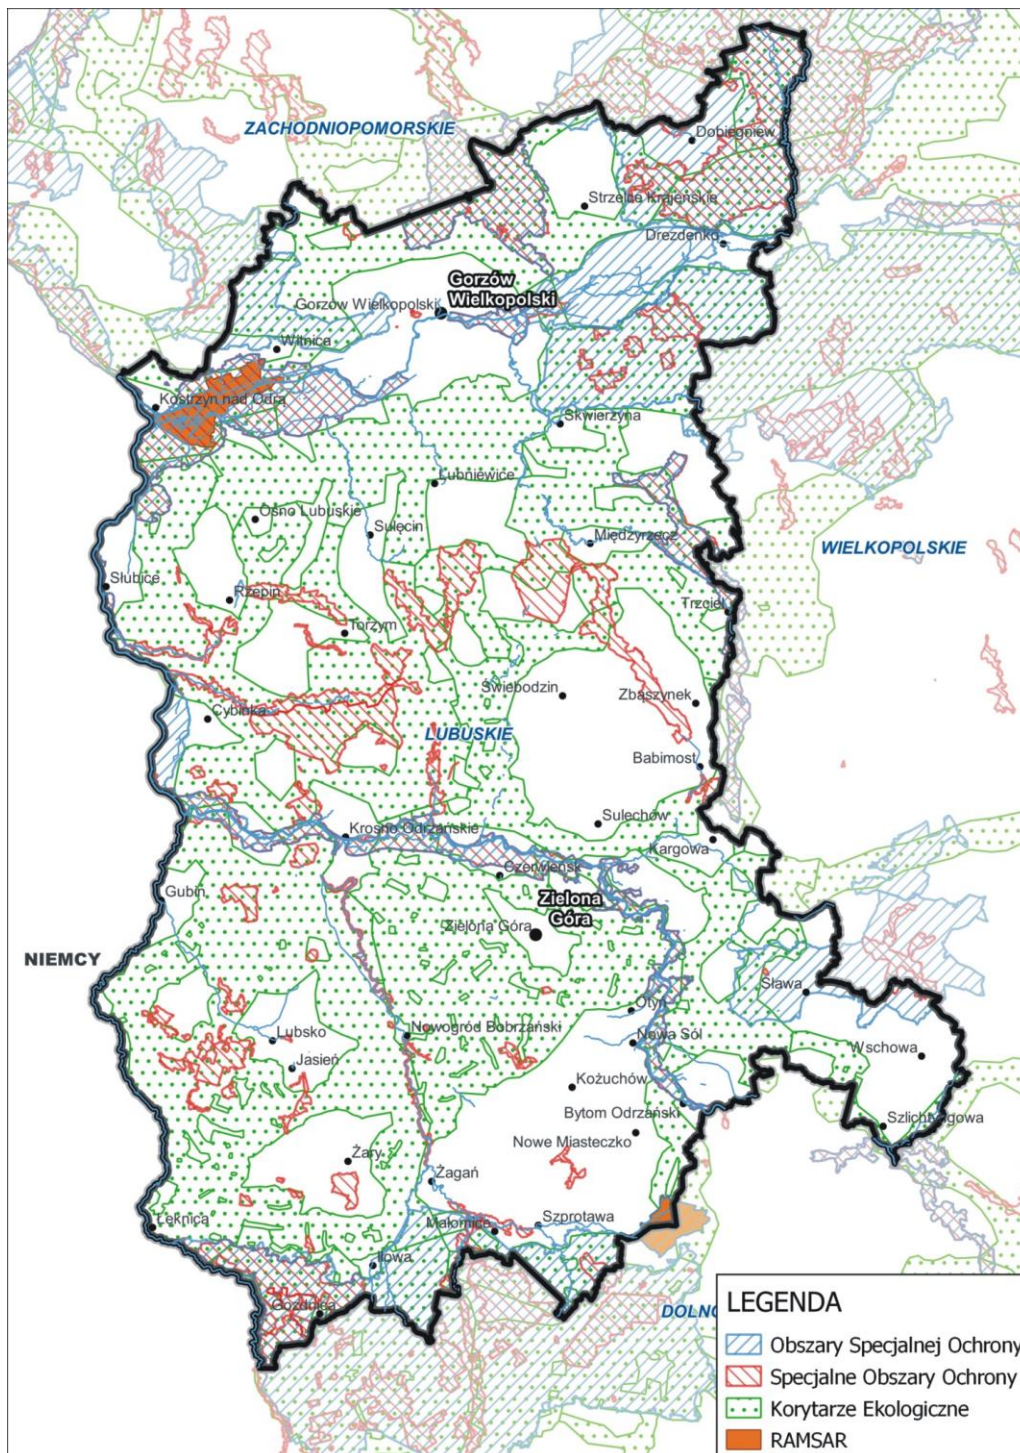 ZACHODNIOPOMORSKIE
Dobiegniew
Strzelce Krajeńskie
Drezdenko
Gorzów
Wielkopolski
Gorzów Wielkopolski
Witnica
Kostrzyn nad Odrą
Skwierzyna
Lubniewice
Ośno Lubuskie
Sulęcin
Międzyrzecz
WIELKOPOLSKIE
Słubice
Rzepin
Trzciel
Torzym
Świebodzin
Zbąszynek
Cybinka
LUBUSKIE
Babimost
Sulechów
Krosno Odrzańskie
Kargowa
Czerwieńsk
Gubin
Zielona
Góra
Zielona Góra
NIEMCY
Sława
Otyń
Nowogród Bobrzański
Lubsko
Nowa Sól
Wschowa
Jasień
Kożuchów
Bytom Odrzański
Szlichtyngowa
Nowe Miasteczko
Żary
Żagań
Łęknica
Małomice
Szprotawa
Iłowa
Gozdnica
DOLNO
LEGENDA
Obszary Specjalnej Ochrony
Specjalne Obszary Ochrony
Korytarze Ekologiczne
RAMSAR